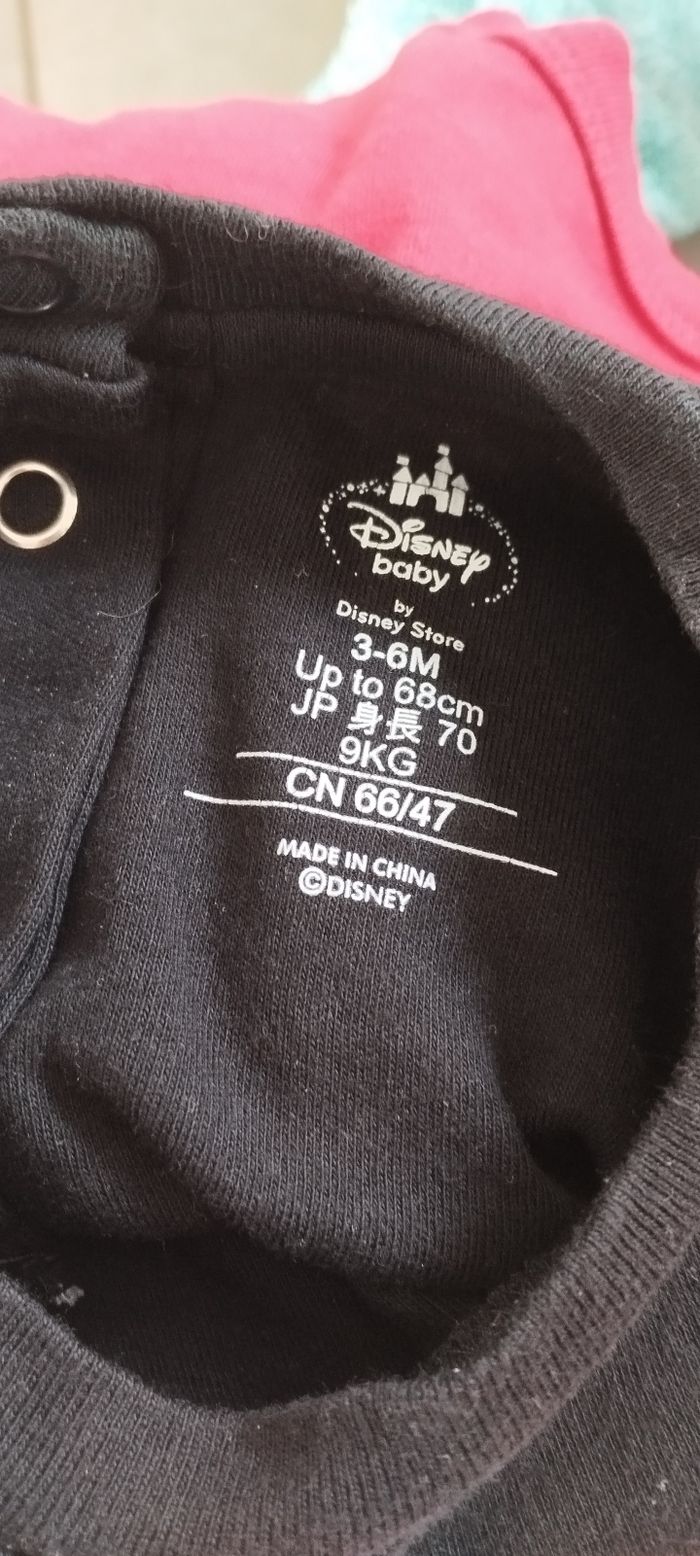 Disney
baby
by
Disney Store
3-6M
Up to 68cm
JP 身長 70
9KG
CN 66/47
MADE IN CHINA
©DISNEY